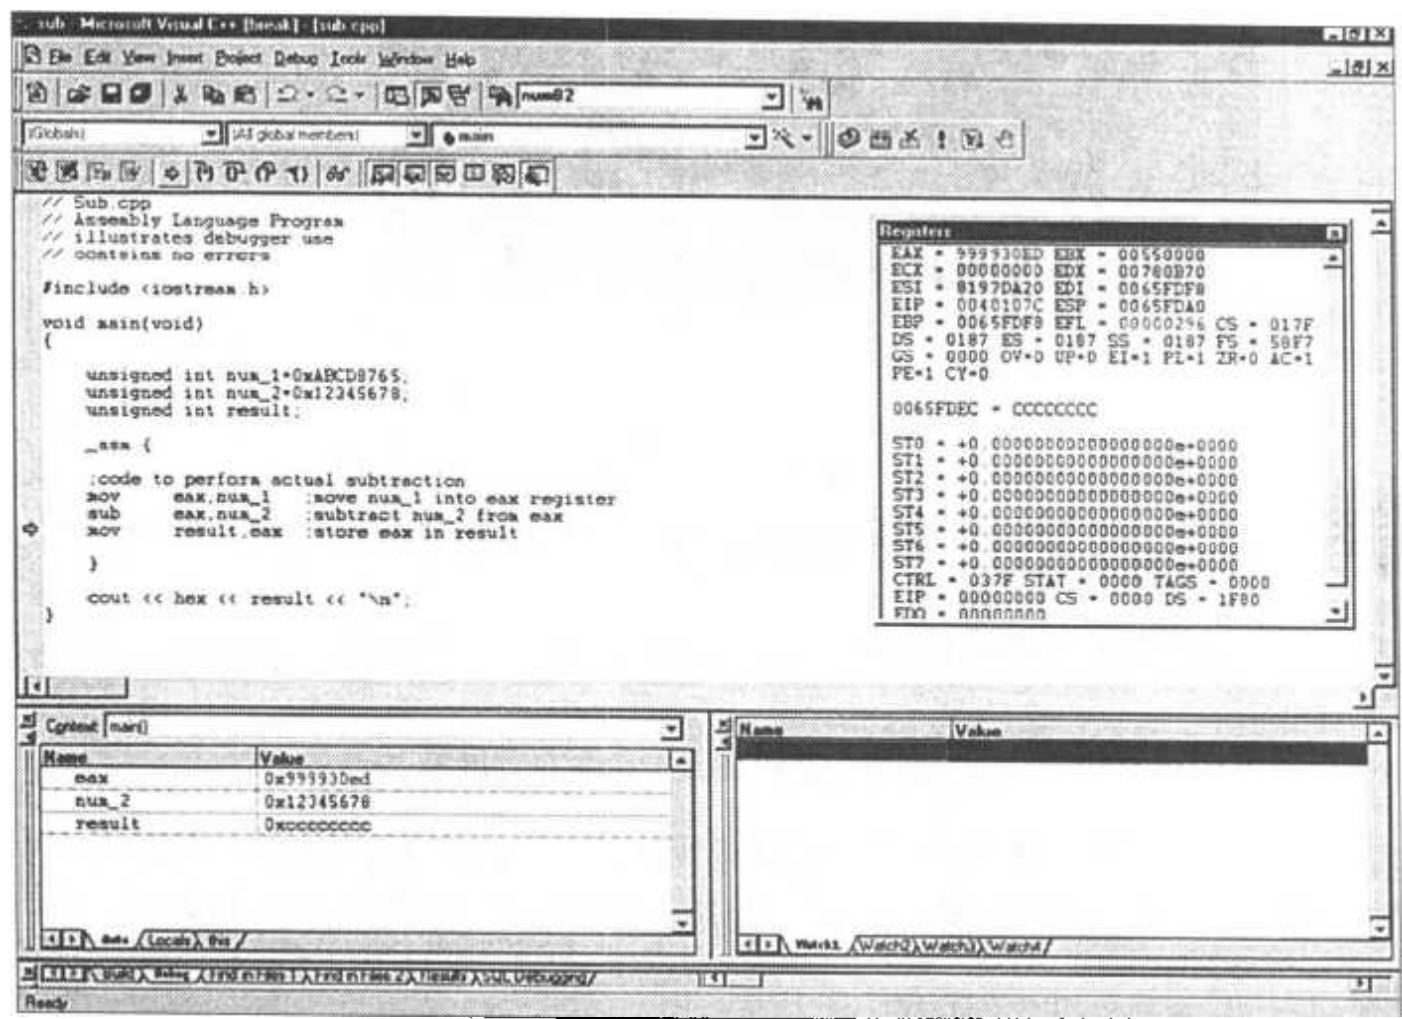 sub - Microsoft Visual C++ [break] - [sub.cpp]
File Edit View Insert Project Debug Tools Window Help
num82
(Globals) (All global members) main
// Sub.cpp
// Assembly Language Program
// illustrates debugger use
// contains no errors
#include <iostream.h>
void main(void)
{
unsigned int num_1=0xABCD8765;
unsigned int num_2=0x12345678;
unsigned int result;
_asm {
;code to perform actual subtraction
mov eax,num_1 ;move num_1 into eax register
sub eax,num_2 ;subtract num_2 from eax
mov result,eax ;store eax in result
}
cout << hex << result << "\n";
}
Registers
EAX = 999930ED EBX = 00550000
ECX = 00000000 EDX = 00780B70
ESI = 8197DA20 EDI = 0065FDF8
EIP = 0040107C ESP = 0065FDA0
EBP = 0065FDF8 EFL = 00000296 CS = 017F
DS = 0187 ES = 0187 SS = 0187 FS = 58F7
GS = 0000 OV=0 UP=0 EI=1 PL=1 ZR=0 AC=1
PE=1 CY=0
0065FDEC = CCCCCCCC
ST0 = +0.00000000000000000e+0000
ST1 = +0.00000000000000000e+0000
ST2 = +0.00000000000000000e+0000
ST3 = +0.00000000000000000e+0000
ST4 = +0.00000000000000000e+0000
ST5 = +0.00000000000000000e+0000
ST6 = +0.00000000000000000e+0000
ST7 = +0.00000000000000000e+0000
CTRL = 037F STAT = 0000 TAGS = 0000
EIP = 00000000 CS = 0000 DS = 1F80
EDO = 00000000
Context: main()
Name Value
eax 0x999930ed
num_2 0x12345678
result 0xcccccccc
Auto Locals this
Name Value
Watch1 Watch2 Watch3 Watch4
Build Debug Find in Files 1 Find in Files 2 Results SQL Debugging
Ready